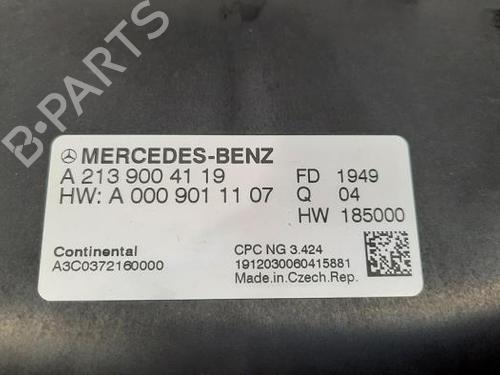 B-PARTS
MERCEDES-BENZ
A 213 900 41 19 FD 1949
HW: A 000 901 11 07 Q 04
HW 185000
Continental CPC NG 3.424
A3C0372160000 1912030060415881
Made.in.Czech.Rep.